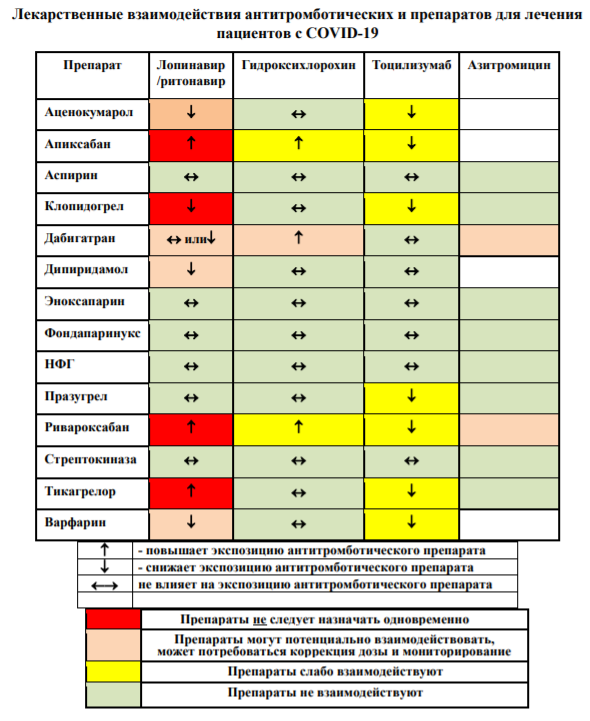 Лекарственные взаимодействия антитромботических и препаратов для лечения
пациентов с COVID-19
Препарат Лопинавир /ритонавир Гидроксихлорохин Тоцилизумаб Азитромицин
Аценокумарол ↓ ↔ ↓
Апиксабан ↑ ↑ ↓
Аспирин ↔ ↔ ↔
Клопидогрел ↓ ↔ ↓
Дабигатран ↔ или↓ ↑ ↔
Дипиридамол ↓ ↔ ↔
Эноксапарин ↔ ↔ ↔
Фондапаринукс ↔ ↔ ↔
НФГ ↔ ↔ ↔
Празугрел ↔ ↔ ↓
Ривароксабан ↑ ↑ ↓
Стрептокиназа ↔ ↔ ↔
Тикагрелор ↑ ↔ ↓
Варфарин ↓ ↔ ↓
↑ - повышает экспозицию антитромботического препарата
↓ - снижает экспозицию антитромботического препарата
↔ не влияет на экспозицию антитромботического препарата
Препараты не следует назначать одновременно
Препараты могут потенциально взаимодействовать,
может потребоваться коррекция дозы и мониторирование
Препараты слабо взаимодействуют
Препараты не взаимодействуют